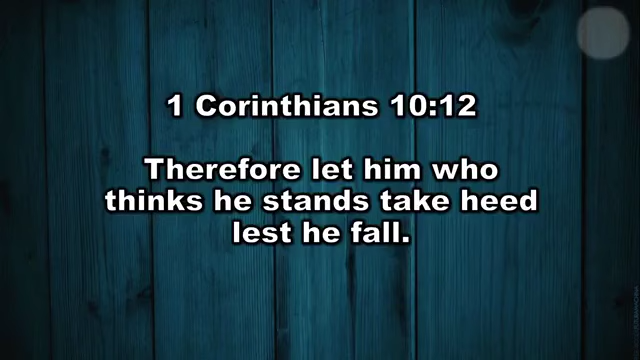 1 Corinthians 10:12
Therefore let him who
thinks he stands take heed
lest he fall.